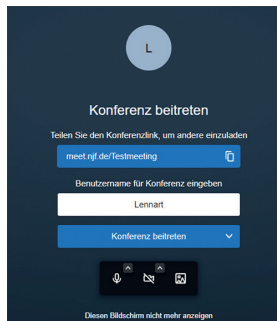 L
Konferenz beitreten
Teilen Sie den Konferenzlink, um andere einzuladen
meet.njf.de/Testmeeting
Benutzername für Konferenz eingeben
Lennart
Konferenz beitreten
Diesen Bildschirm nicht mehr anzeigen